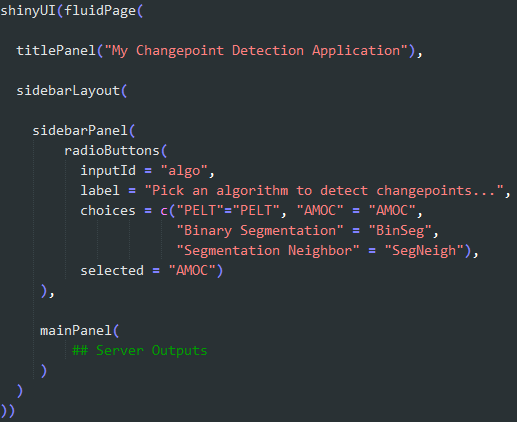 shinyUI(fluidPage(
titlePanel("My Changepoint Detection Application"),
sidebarLayout(
sidebarPanel(
radioButtons(
inputId = "algo",
label = "Pick an algorithm to detect changepoints...",
choices = c("PELT"="PELT", "AMOC" = "AMOC",
"Binary Segmentation" = "BinSeg",
"Segmentation Neighbor" = "SegNeigh"),
selected = "AMOC")
),
mainPanel(
## Server Outputs
)
)
))